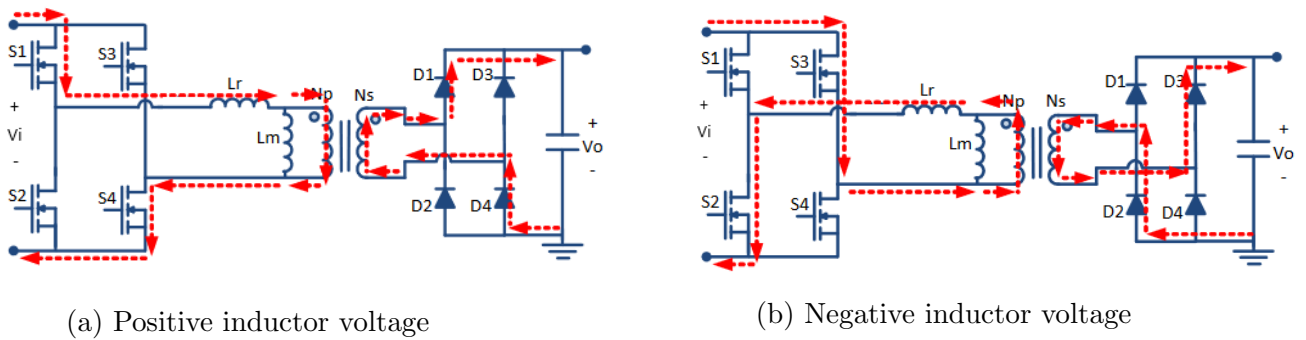 S1
S3
+
Vi
-
S2
S4
Lr
Lm
Np
Ns
D1
D3
D2
D4
+
Vo
-
(a) Positive inductor voltage
S1
S3
+
Vi
-
S2
S4
Lr
Lm
Np
Ns
D1
D3
D2
D4
+
Vo
-
(b) Negative inductor voltage